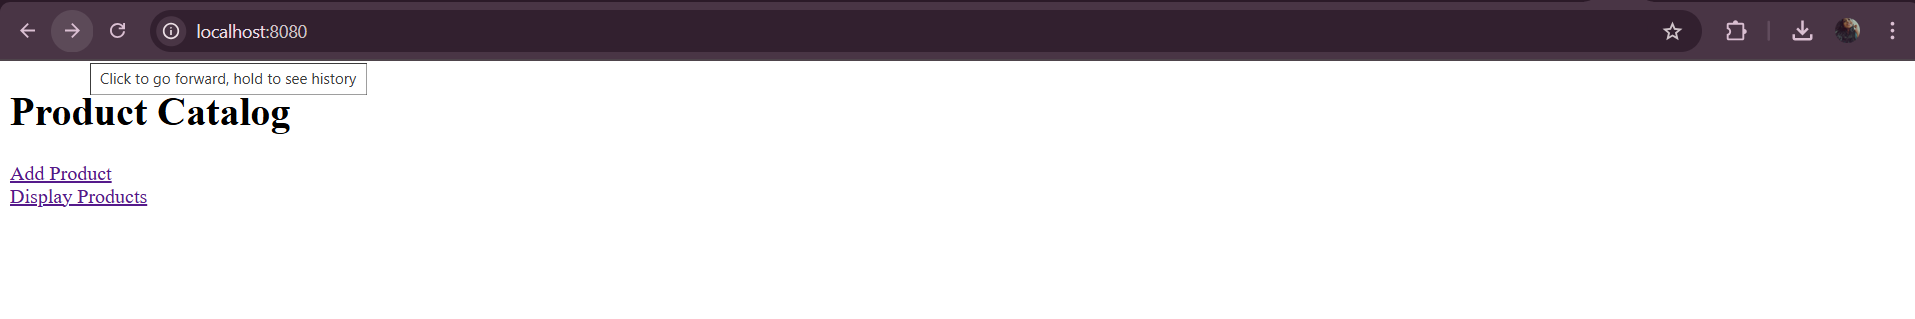 localhost:8080
Click to go forward, hold to see history
Product Catalog
Add Product
Display Products